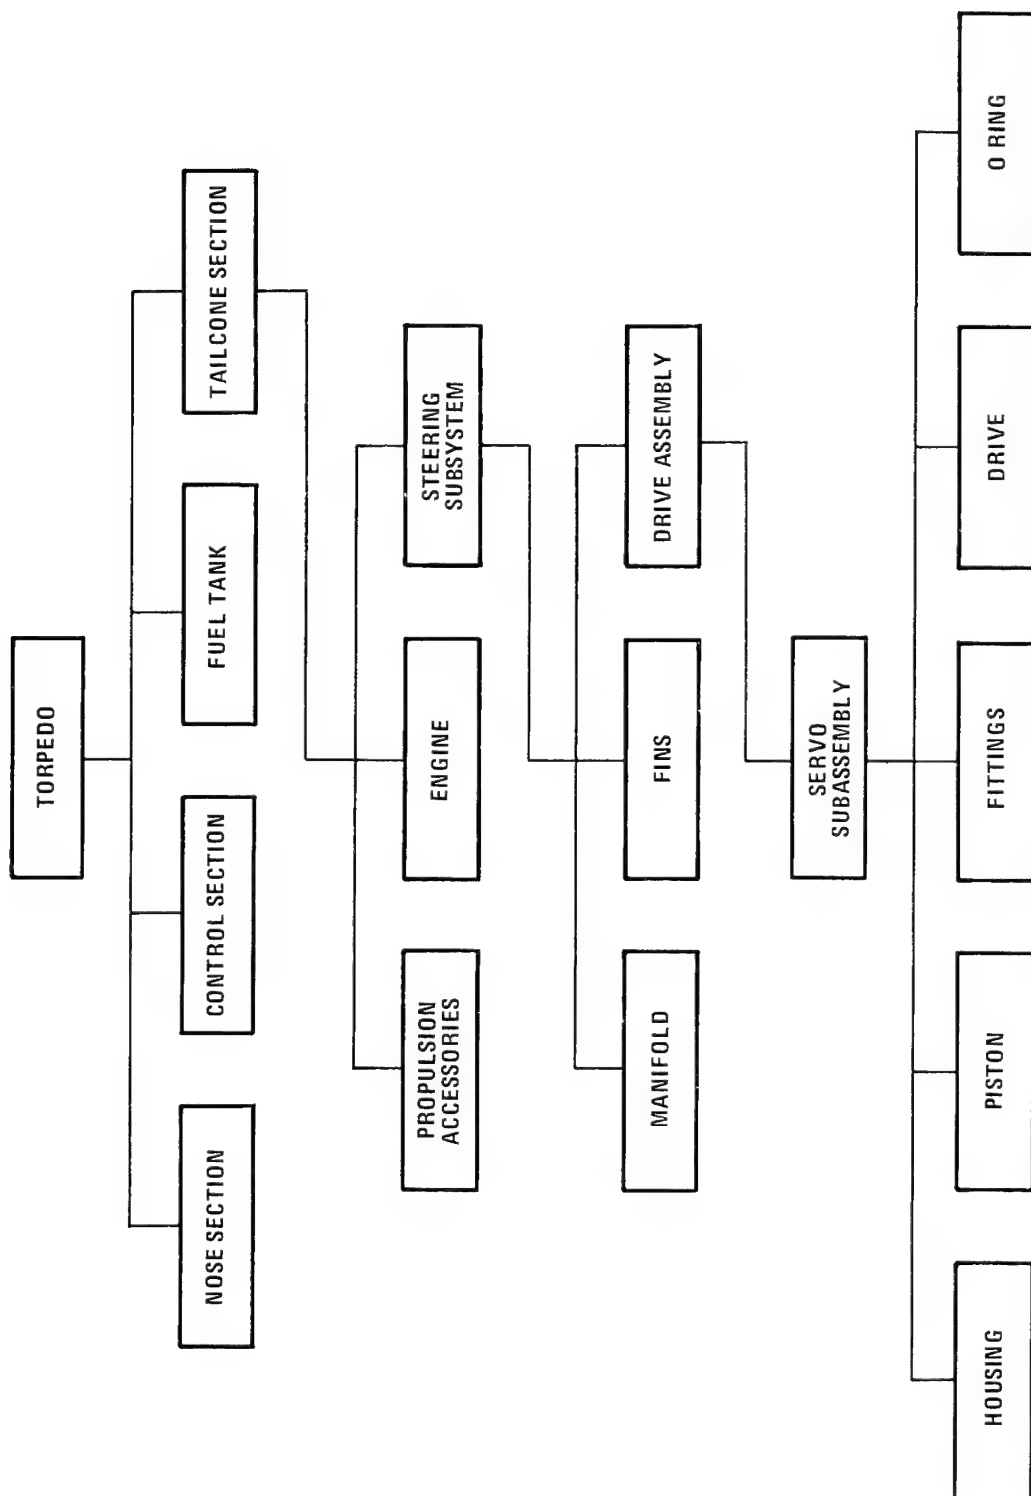 TORPEDO
NOSE SECTION
CONTROL SECTION
FUEL TANK
TAILCONE SECTION
PROPULSION
ACCESSORIES
ENGINE
STEERING
SUBSYSTEM
MANIFOLD
FINS
DRIVE ASSEMBLY
SERVO
SUBASSEMBLY
HOUSING
PISTON
FITTINGS
DRIVE
O RING